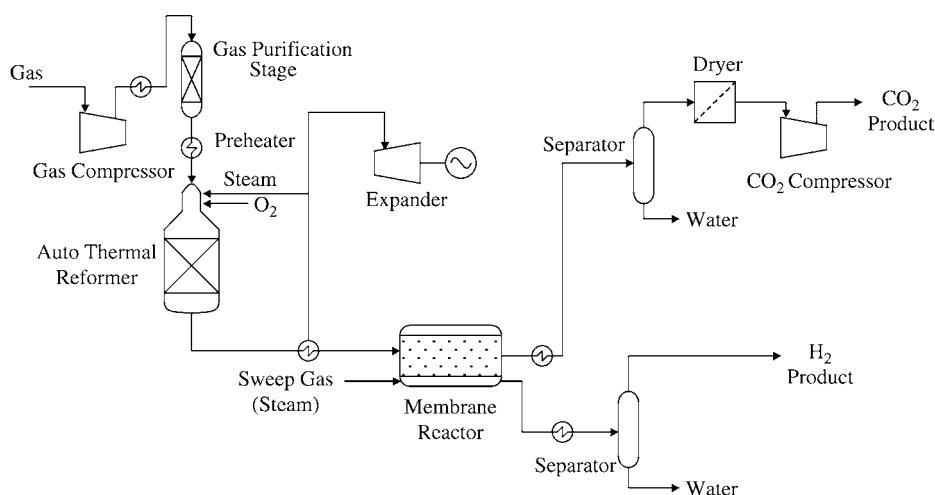 Gas
Gas Compressor
Gas Purification
Stage
Preheater
Steam
O₂
Auto Thermal
Reformer
Expander
Sweep Gas
(Steam)
Membrane
Reactor
Separator
Water
Dryer
CO₂ Compressor
CO₂
Product
H₂
Product
Separator
Water